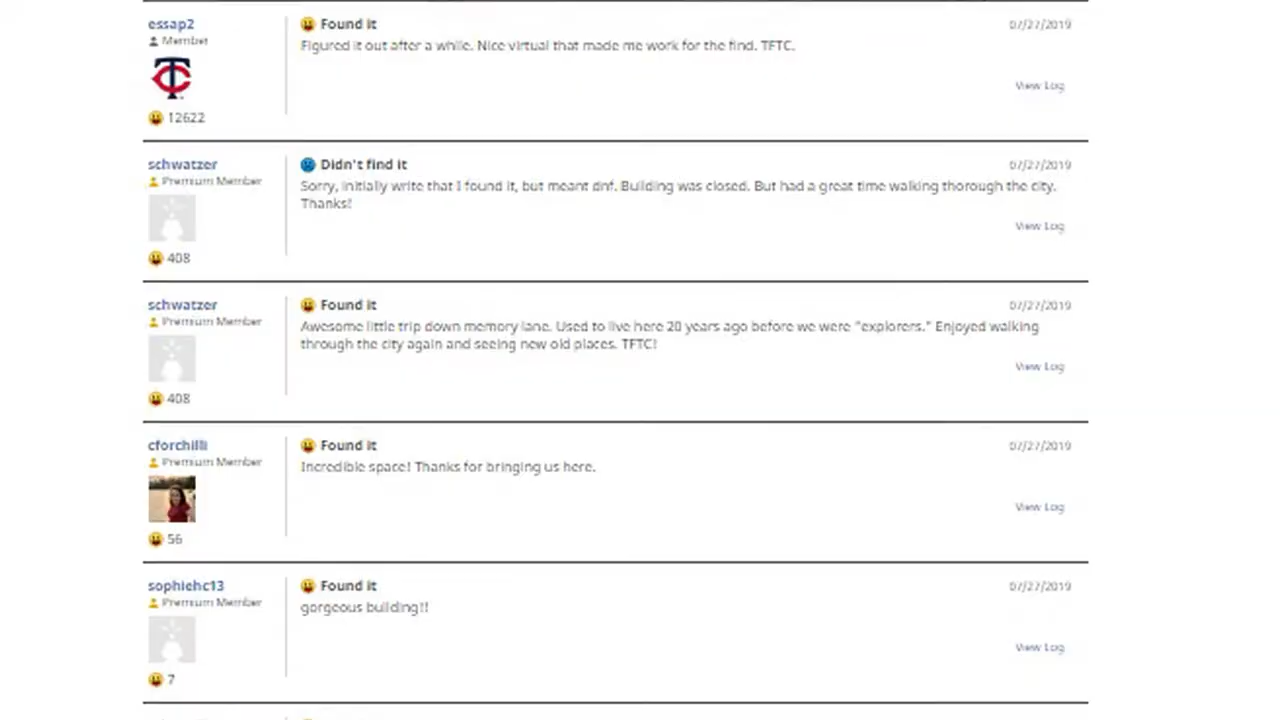 essap2
Found it
07/27/2019
Member
Figured it out after a while. Nice virtual that made me work for the find. TFTC.
View Log
12622
schwatzer
Didn't find it
07/27/2019
Premium Member
Sorry, initially write that I found it, but meant dnf. Building was closed. But had a great time walking thorough the city.
Thanks!
View Log
408
schwatzer
Found it
07/27/2019
Premium Member
Awesome little trip down memory lane. Used to live here 20 years ago before we were "explorers." Enjoyed walking
through the city again and seeing new old places. TFTC!
View Log
408
cforchilli
Found it
07/27/2019
Premium Member
Incredible space! Thanks for bringing us here.
View Log
56
sophiehc13
Found it
07/27/2019
Premium Member
gorgeous building!!
View Log
7